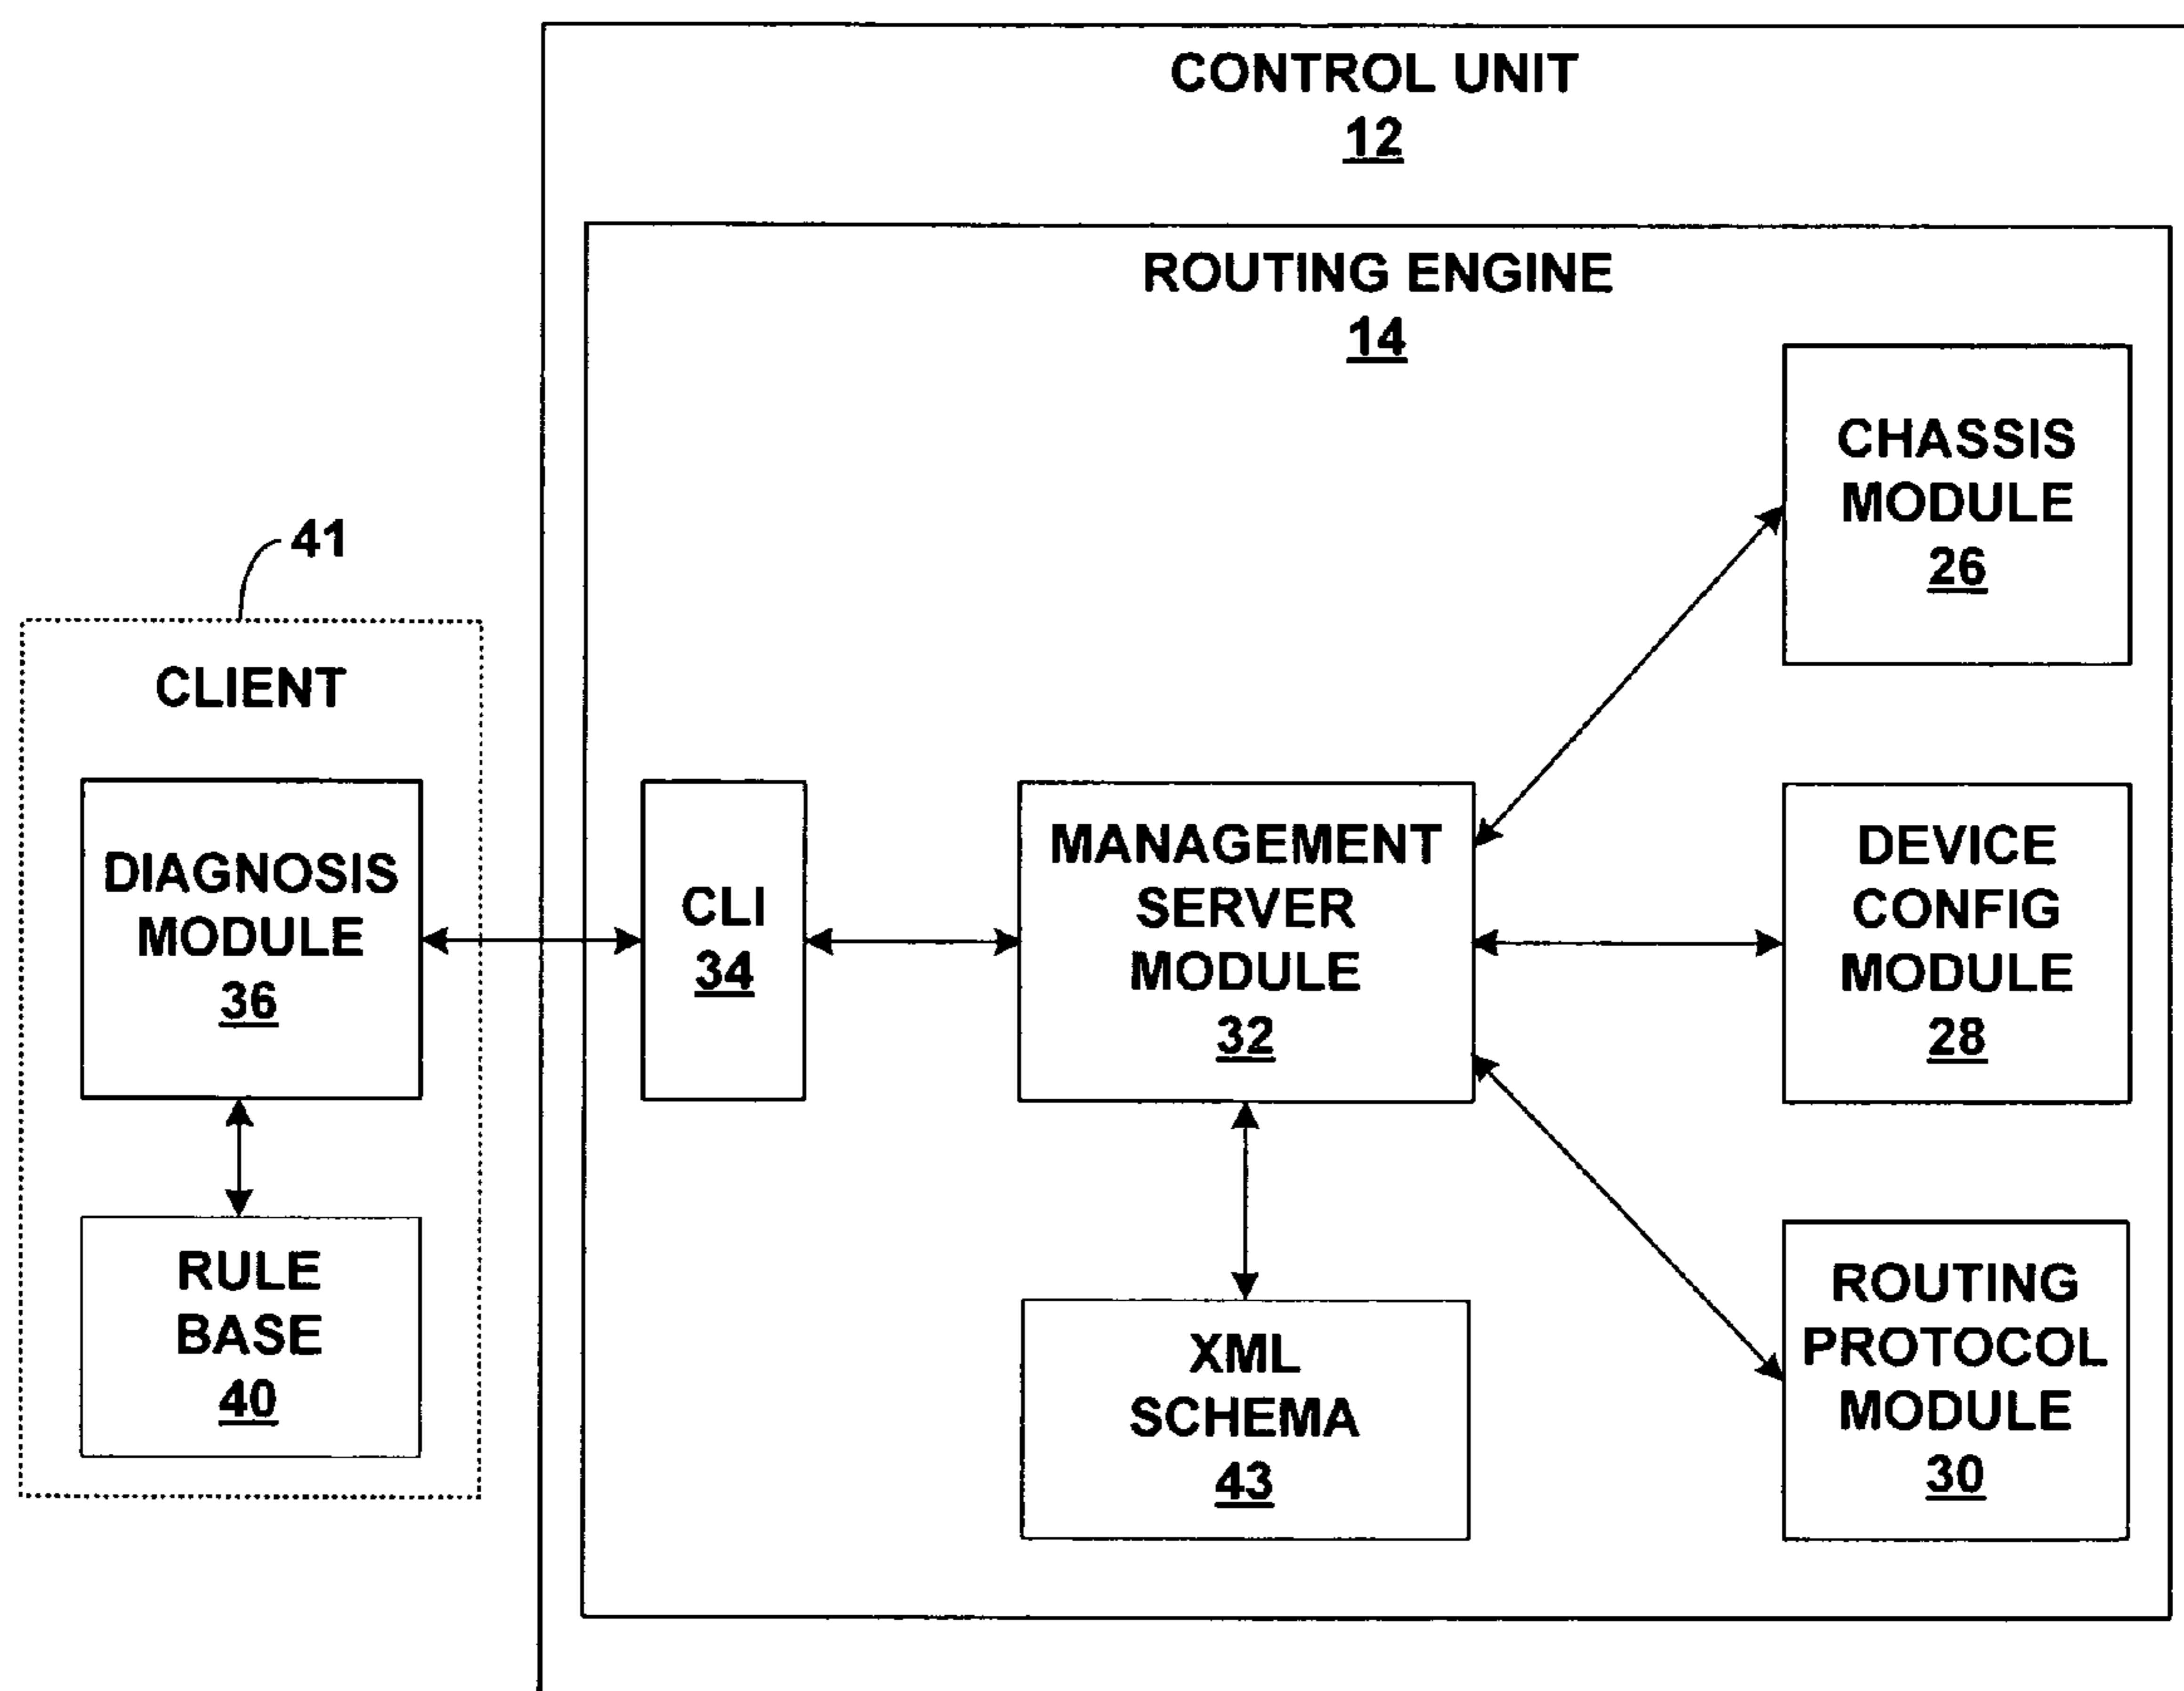 CONTROL UNIT
12
ROUTING ENGINE
14
CHASSIS
MODULE
26
41
CLIENT
DIAGNOSIS
MODULE
36
CLI
34
MANAGEMENT
SERVER
MODULE
32
DEVICE
CONFIG
MODULE
28
RULE
BASE
40
XML
SCHEMA
43
ROUTING
PROTOCOL
MODULE
30